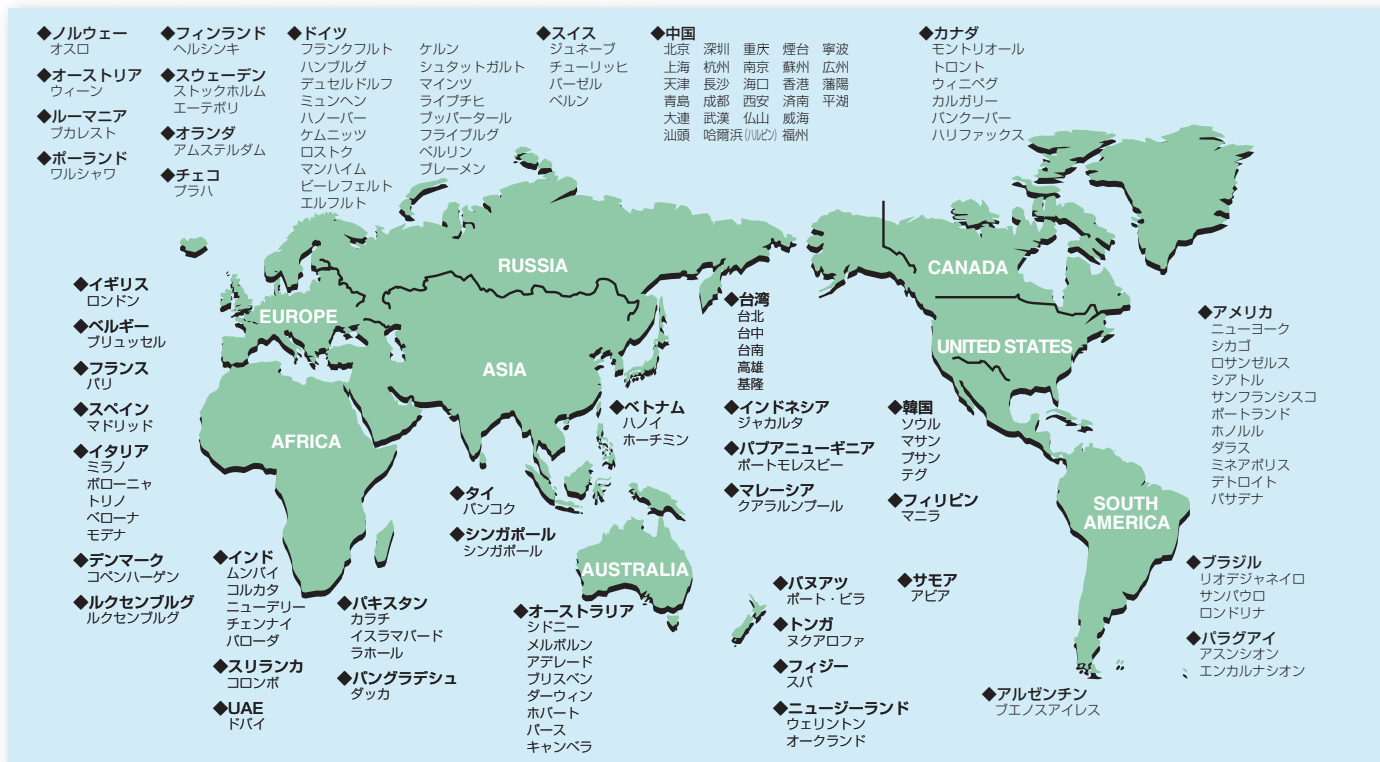 ◆ノルウェー
オスロ
◆オーストリア
ウィーン
◆ルーマニア
ブカレスト
◆ポーランド
ワルシャワ
◆フィンランド
ヘルシンキ
◆スウェーデン
ストックホルム
エーテボリ
◆オランダ
アムステルダム
◆チェコ
プラハ
◆ドイツ
フランクフルト
ハンブルグ
デュセルドルフ
ミュンヘン
ハノーバー
ケムニッツ
ロストク
マンハイム
ビーレフェルト
エルフルト
ケルン
シュタットガルト
マインツ
ライプチヒ
ブッパータール
フライブルグ
ベルリン
ブレーメン
◆スイス
ジュネーブ
チューリッヒ
バーゼル
ベルン
◆中国
北京 深圳 重庆 煙台 寧波
上海 杭州 南京 蘇州 広州
天津 長沙 海口 香港 藩陽
青島 成都 西安 済南 平湖
大連 武漢 仏山 威海
汕頭 哈爾浜(ハルビン) 福州
◆カナダ
モントリオール
トロント
ウィニペグ
カルガリー
バンクーバー
ハリファックス
RUSSIA
CANADA
EUROPE
UNITED STATES
ASIA
AFRICA
SOUTH
AMERICA
AUSTRALIA
◆イギリス
ロンドン
◆ベルギー
ブリュッセル
◆フランス
パリ
◆スペイン
マドリッド
◆イタリア
ミラノ
ボローニャ
トリノ
ベローナ
モデナ
◆デンマーク
コペンハーゲン
◆ルクセンブルグ
ルクセンブルグ
◆インド
ムンバイ
コルカタ
ニューデリー
チェンナイ
バローダ
◆スリランカ
コロンボ
◆UAE
ドバイ
◆パキスタン
カラチ
イスラマバード
ラホール
◆バングラデシュ
ダッカ
◆タイ
バンコク
◆シンガポール
シンガポール
◆オーストラリア
シドニー
メルボルン
アデレード
ブリスベン
ダーウィン
ホバート
パース
キャンベラ
◆ベトナム
ハノイ
ホーチミン
◆台湾
台北
台中
台南
高雄
基隆
◆インドネシア
ジャカルタ
◆パプアニューギニア
ポートモレスビー
◆マレーシア
クアラルンプール
◆韓国
ソウル
マサン
プサン
テグ
◆フィリピン
マニラ
◆バヌアツ
ポート・ビラ
◆トンガ
ヌクアロファ
◆フィジー
スバ
◆ニュージーランド
ウェリントン
オークランド
◆サモア
アピア
◆アメリカ
ニューヨーク
シカゴ
ロサンゼルス
シアトル
サンフランシスコ
ポートランド
ホノルル
ダラス
ミネアポリス
デトロイト
パサデナ
◆ブラジル
リオデジャネイロ
サンパウロ
ロンドリナ
◆パラグアイ
アスンシオン
エンカルナシオン
◆アルゼンチン
ブエノスアイレス